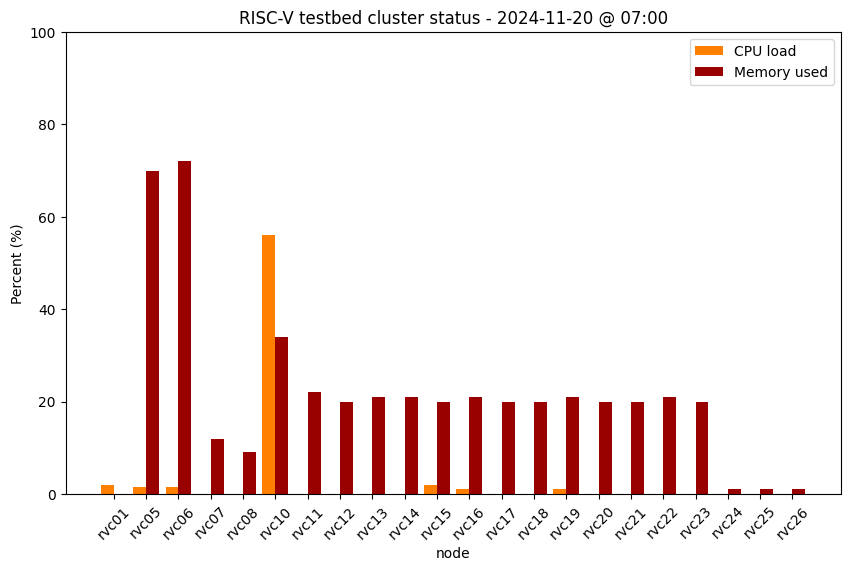 RISC-V testbed cluster status - 2024-11-20 @ 07:00
CPU load
Memory used
Percent (%)
100
80
60
40
20
0
rvc01
rvc05
rvc06
rvc07
rvc08
rvc10
rvc11
rvc12
rvc13
rvc14
rvc15
rvc16
rvc17
rvc18
rvc19
rvc20
rvc21
rvc22
rvc23
rvc24
rvc25
rvc26
node